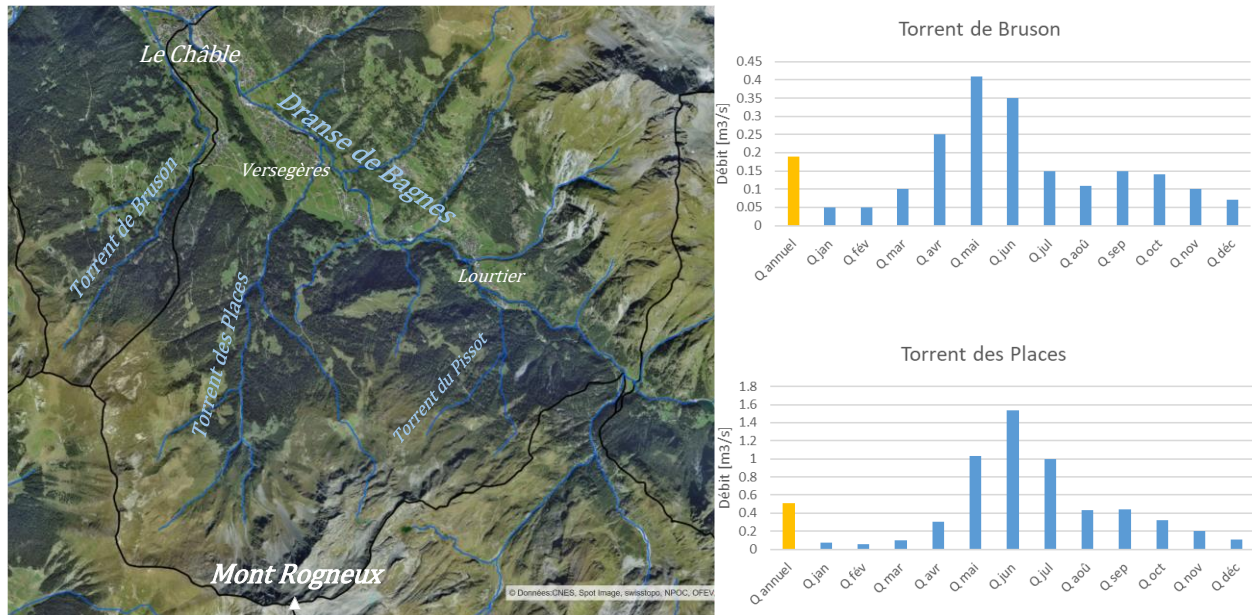 Le Châble
Dranse de Bagnes
Versegères
Torrent de Bruson
Torrent des Places
Lourtier
Torrent du Pissot
Mont Rogneux
© Données:CNES, Spot Image, swisstopo, NPOC, OFEV
Torrent de Bruson
Débit [m3/s]
0.45
0.4
0.35
0.3
0.25
0.2
0.15
0.1
0.05
0
Q annuel
Q jan
Q fév
Q mar
Q avr
Q mai
Q jun
Q jul
Q aoû
Q sep
Q oct
Q nov
Q déc
Torrent des Places
Débit [m3/s]
1.8
1.6
1.4
1.2
1
0.8
0.6
0.4
0.2
0
Q annuel
Q jan
Q fév
Q mar
Q avr
Q mai
Q jun
Q jul
Q aoû
Q sep
Q oct
Q nov
Q déc